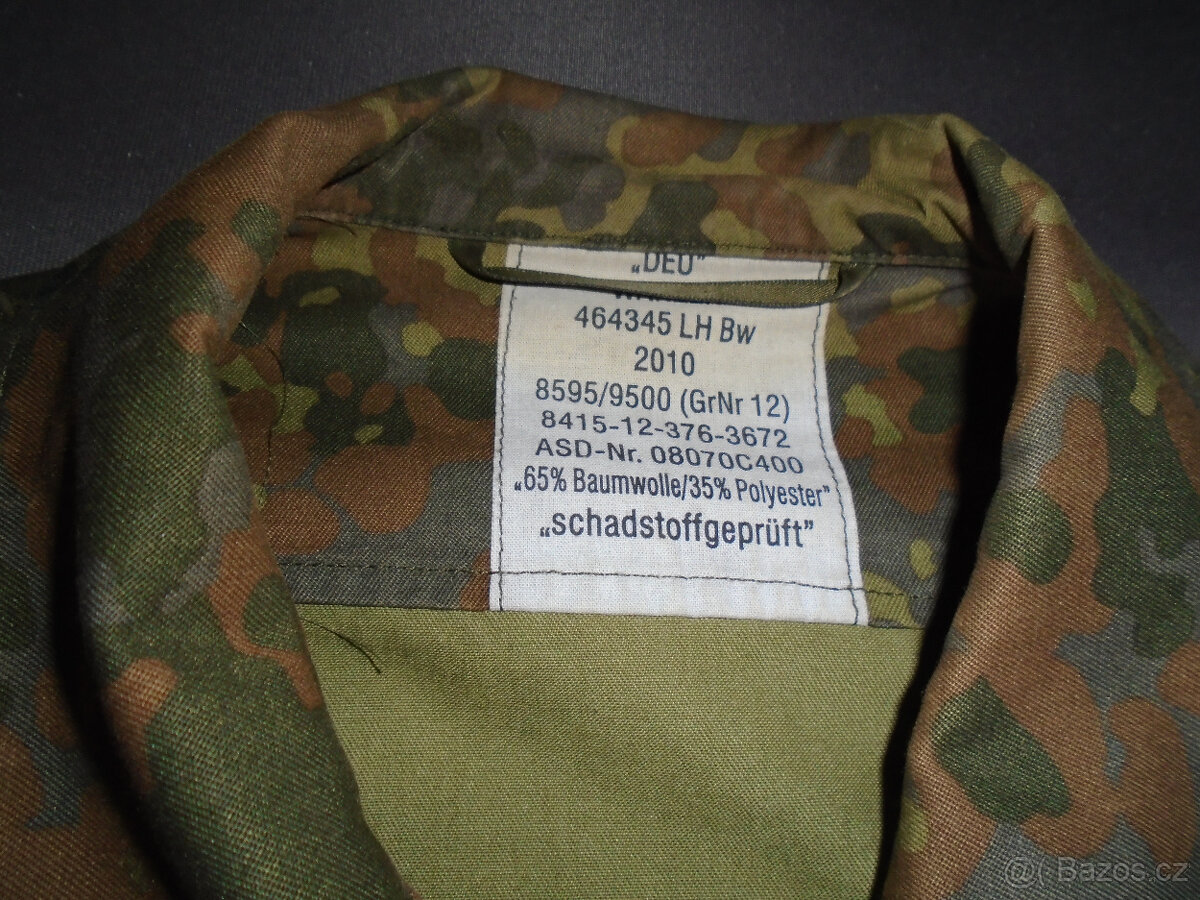 „DEU"
464345 LH Bw
2010
8595/9500 (GrNr 12)
8415-12-376-3672
ASD-Nr. 08070C400
„65% Baumwolle/35% Polyester"
„schadstoffgeprüft"
@( Bazos.cz